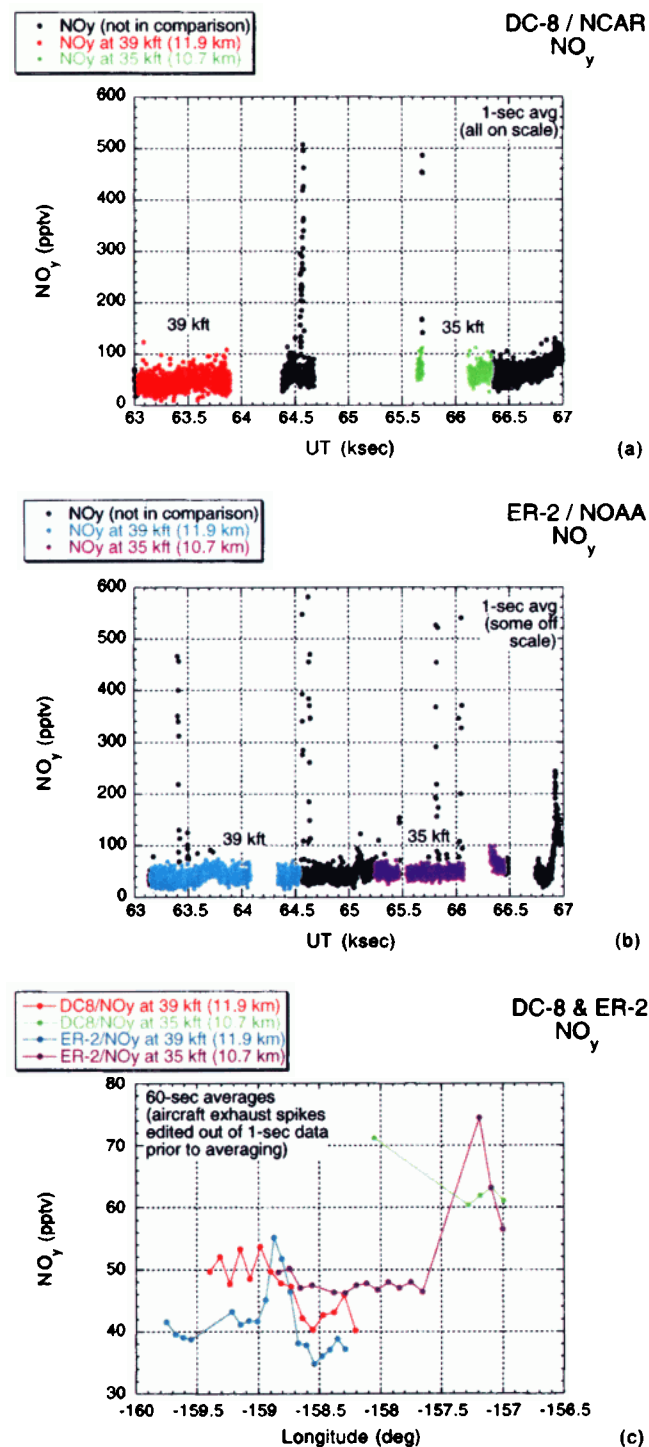 NOy (not in comparison)
NOy at 39 kft (11.9 km)
NOy at 35 kft (10.7 km)
DC-8 / NCAR
NOy
600
500
400
300
200
100
0
NOy (pptv)
1-sec avg
(all on scale)
39 kft
35 kft
63 63.5 64 64.5 65 65.5 66 66.5 67
UT (ksec)
(a)
NOy (not in comparison)
NOy at 39 kft (11.9 km)
NOy at 35 kft (10.7 km)
ER-2 / NOAA
NOy
600
500
400
300
200
100
0
NOy (pptv)
1-sec avg
(some off
scale)
39 kft
35 kft
63 63.5 64 64.5 65 65.5 66 66.5 67
UT (ksec)
(b)
DC8/NOy at 39 kft (11.9 km)
DC8/NOy at 35 kft (10.7 km)
ER-2/NOy at 39 kft (11.9 km)
ER-2/NOy at 35 kft (10.7 km)
DC-8 & ER-2
NOy
80
70
60
50
40
30
NOy (pptv)
60-sec averages
(aircraft exhaust spikes
edited out of 1-sec data
prior to averaging)
-160 -159.5 -159 -158.5 -158 -157.5 -157 -156.5
Longitude (deg)
(c)